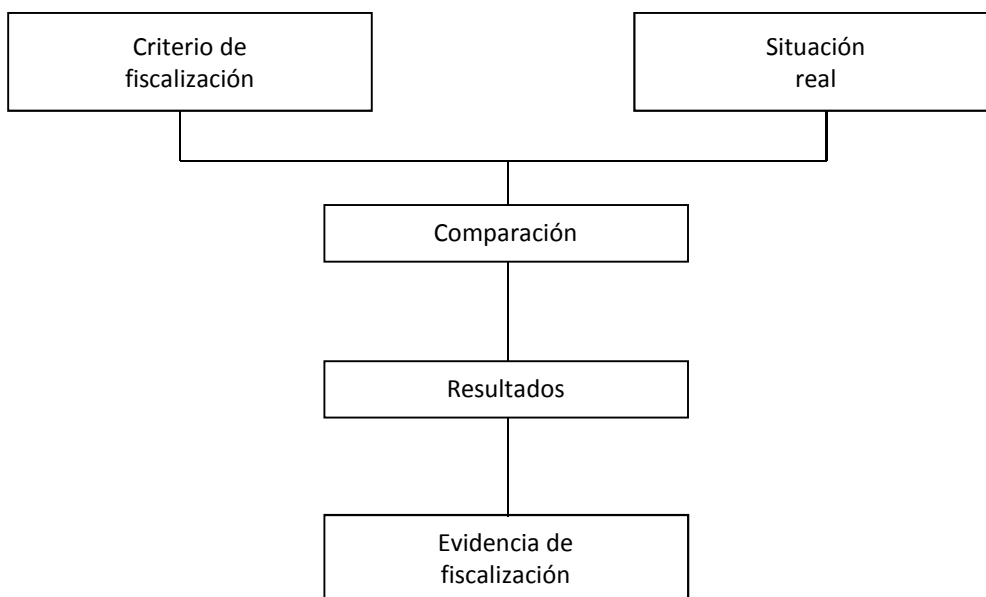 Criterio de
fiscalización
Situación
real
Comparación
Resultados
Evidencia de
fiscalización